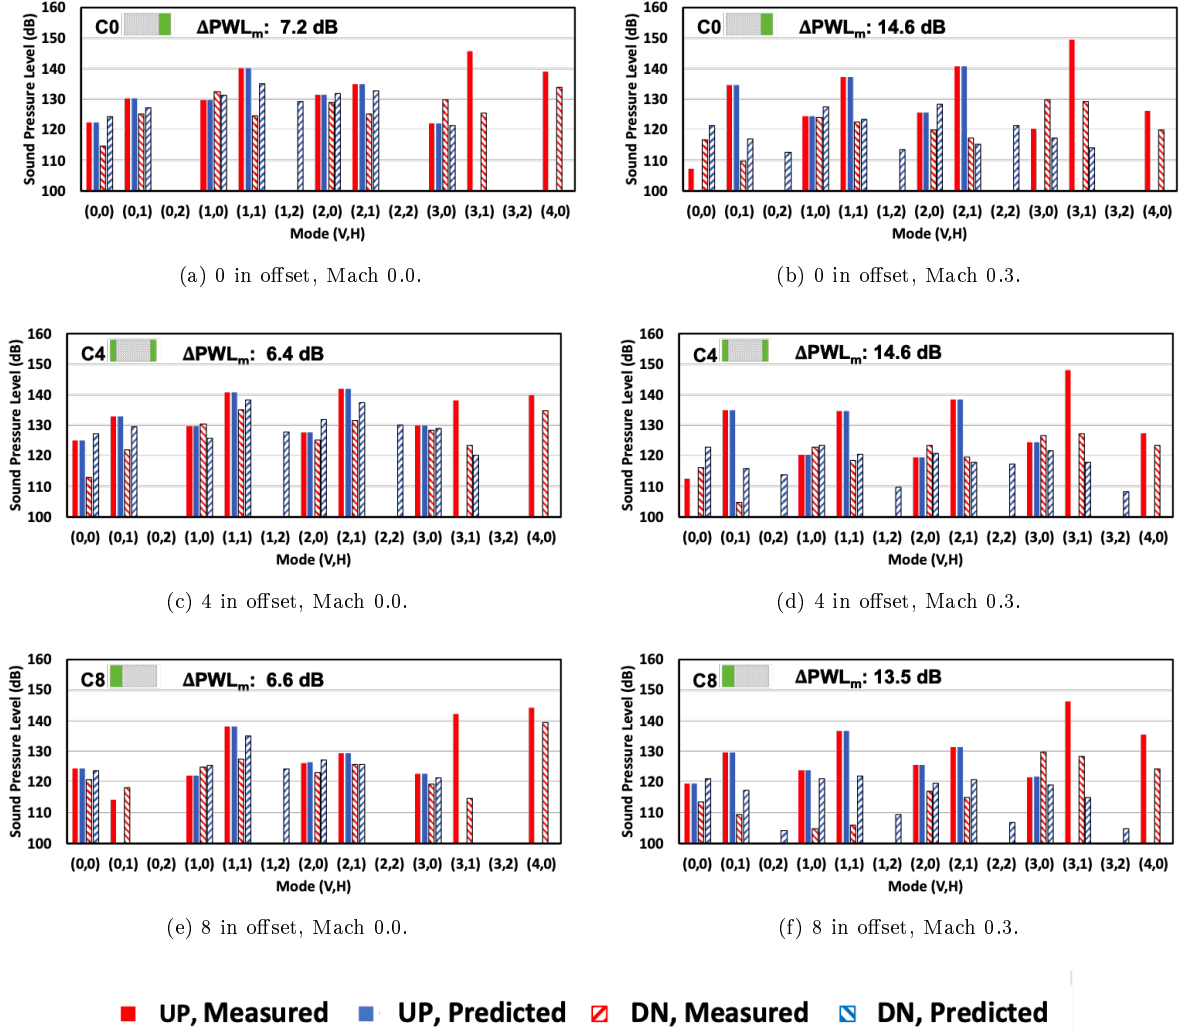 160
150
140
130
120
110
100
Sound Pressure Level (dB)
C0 ΔPWLm: 7.2 dB
(0,0) (0,1) (0,2) (1,0) (1,1) (1,2) (2,0) (2,1) (2,2) (3,0) (3,1) (3,2) (4,0)
Mode (V,H)
(a) 0 in offset, Mach 0.0.
160
150
140
130
120
110
100
Sound Pressure Level (dB)
C0 ΔPWLm: 14.6 dB
(0,0) (0,1) (0,2) (1,0) (1,1) (1,2) (2,0) (2,1) (2,2) (3,0) (3,1) (3,2) (4,0)
Mode (V,H)
(b) 0 in offset, Mach 0.3.
160
150
140
130
120
110
100
Sound Pressure Level (dB)
C4 ΔPWLm: 6.4 dB
(0,0) (0,1) (0,2) (1,0) (1,1) (1,2) (2,0) (2,1) (2,2) (3,0) (3,1) (3,2) (4,0)
Mode (V,H)
(c) 4 in offset, Mach 0.0.
160
150
140
130
120
110
100
Sound Pressure Level (dB)
C4 ΔPWLm: 14.6 dB
(0,0) (0,1) (0,2) (1,0) (1,1) (1,2) (2,0) (2,1) (2,2) (3,0) (3,1) (3,2) (4,0)
Mode (V,H)
(d) 4 in offset, Mach 0.3.
160
150
140
130
120
110
100
Sound Pressure Level (dB)
C8 ΔPWLm: 6.6 dB
(0,0) (0,1) (0,2) (1,0) (1,1) (1,2) (2,0) (2,1) (2,2) (3,0) (3,1) (3,2) (4,0)
Mode (V,H)
(e) 8 in offset, Mach 0.0.
160
150
140
130
120
110
100
Sound Pressure Level (dB)
C8 ΔPWLm: 13.5 dB
(0,0) (0,1) (0,2) (1,0) (1,1) (1,2) (2,0) (2,1) (2,2) (3,0) (3,1) (3,2) (4,0)
Mode (V,H)
(f) 8 in offset, Mach 0.3.
UP, Measured UP, Predicted DN, Measured DN, Predicted